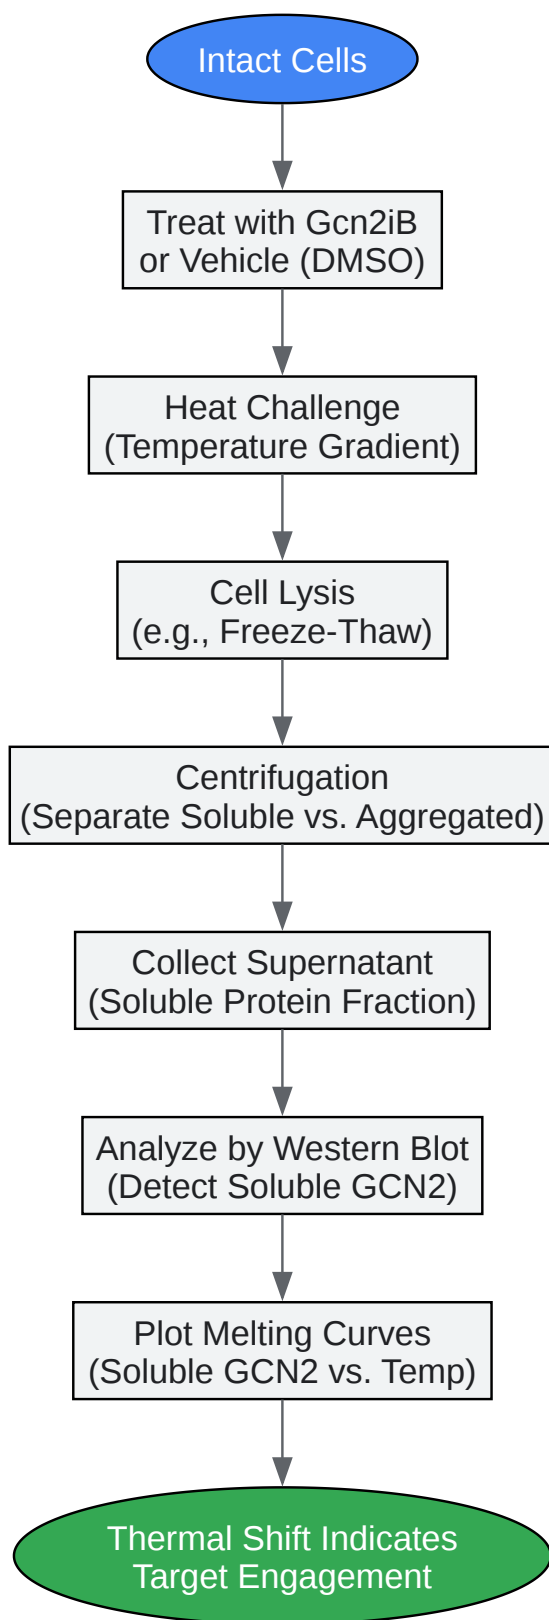 Intact Cells
Treat with Gcn2iB
or Vehicle (DMSO)
Heat Challenge
(Temperature Gradient)
Cell Lysis
(e.g., Freeze-Thaw)
Centrifugation
(Separate Soluble vs. Aggregated)
Collect Supernatant
(Soluble Protein Fraction)
Analyze by Western Blot
(Detect Soluble GCN2)
Plot Melting Curves
(Soluble GCN2 vs. Temp)
Thermal Shift Indicates
Target Engagement